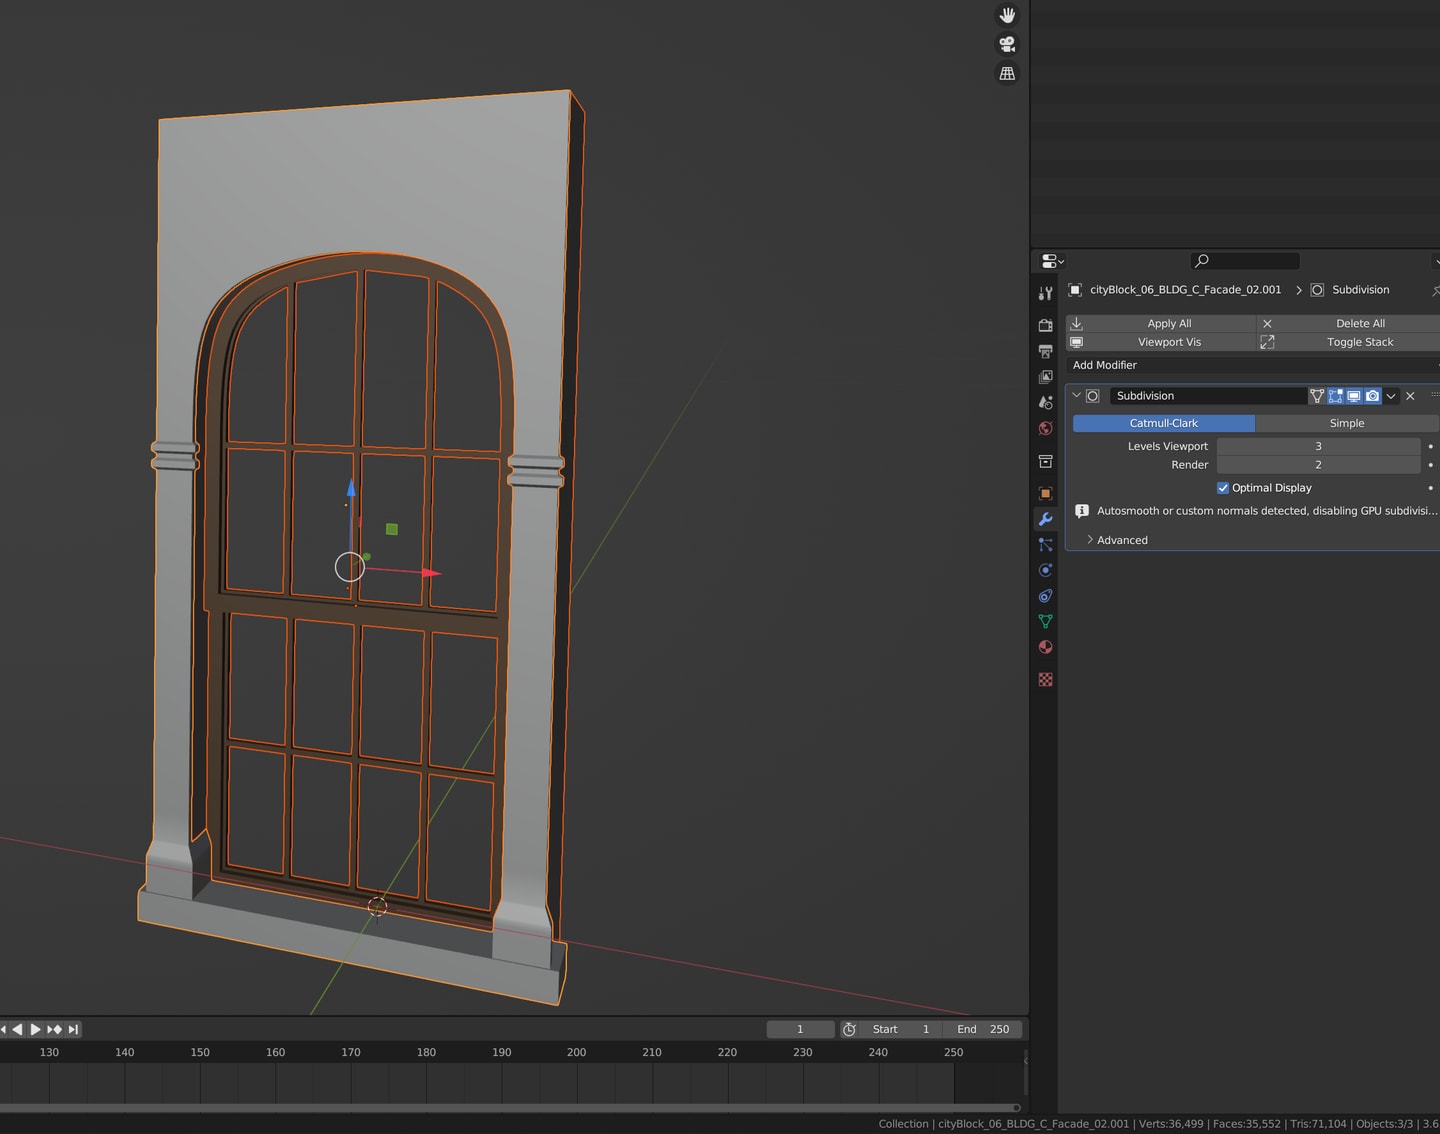 cityBlock_06_BLDG_C_Facade_02.001 > Subdivision
Apply All
Delete All
Viewport Vis
Toggle Stack
Add Modifier
Subdivision
Catmull-Clark
Simple
Levels Viewport 3
Render 2
Optimal Display
Autosmooth or custom normals detected, disabling GPU subdivisi...
Advanced
1
Start 1
End 250
130 140 150 160 170 180 190 200 210 220 230 240 250
Collection | cityBlock_06_BLDG_C_Facade_02.001 | Verts:36,499 | Faces:35,552 | Tris:71,104 | Objects:3/3 | 3.6